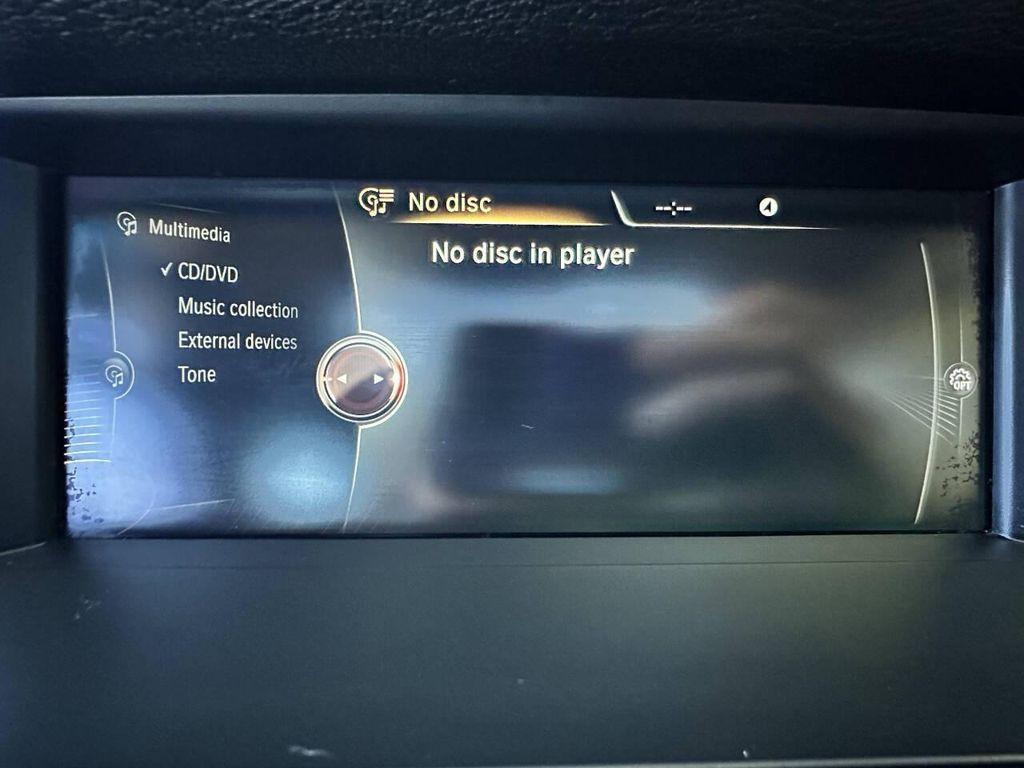 No disc
--:--
Multimedia
No disc in player
✓ CD/DVD
Music collection
External devices
Tone
OPT